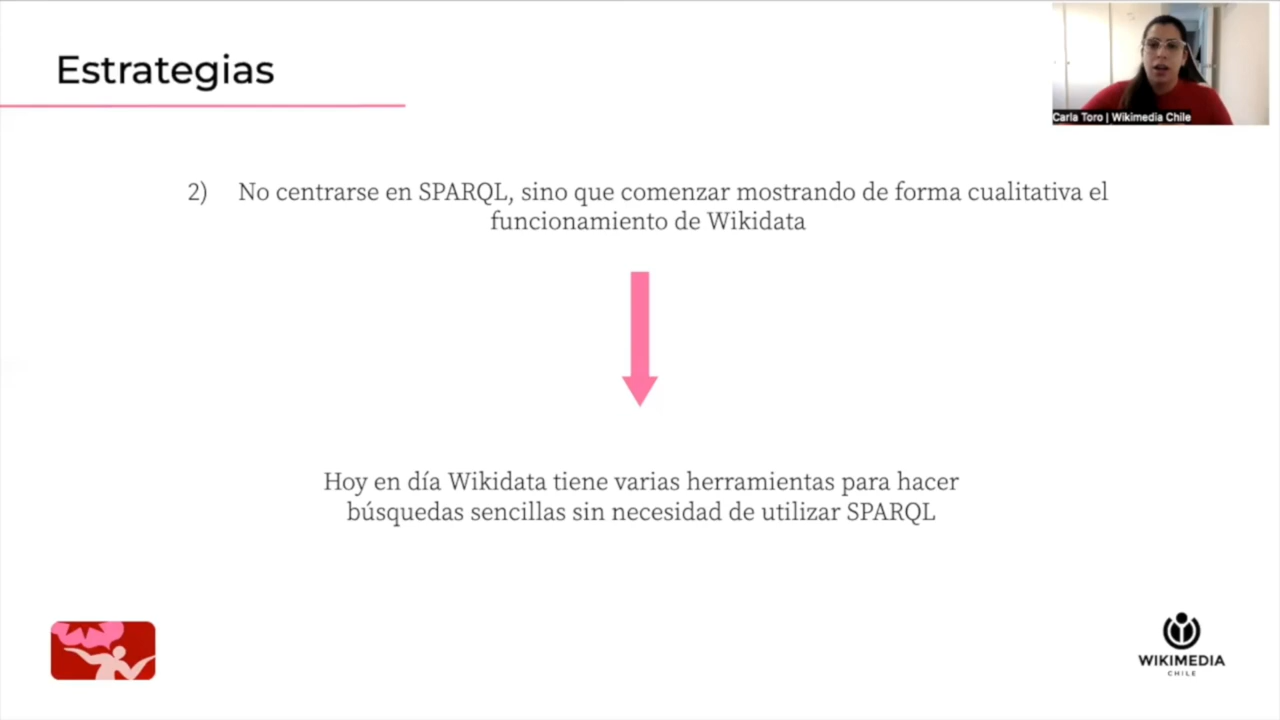 Estrategias
Carla Toro | Wikimedia Chile
2) No centrarse en SPARQL, sino que comenzar mostrando de forma cualitativa el
funcionamiento de Wikidata
Hoy en día Wikidata tiene varias herramientas para hacer
búsquedas sencillas sin necesidad de utilizar SPARQL
WIKIMEDIA
CHILE